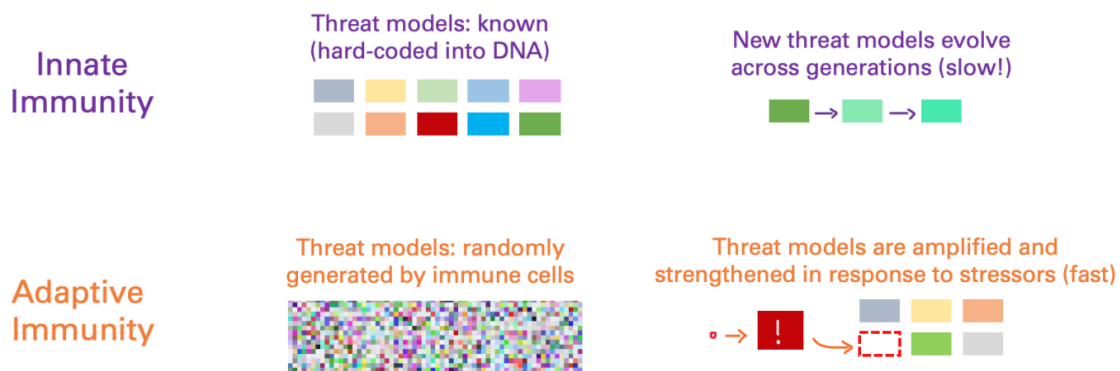 Innate
Immunity
Threat models: known
(hard-coded into DNA)
New threat models evolve
across generations (slow!)
Adaptive
Immunity
Threat models: randomly
generated by immune cells
Threat models are amplified and
strengthened in response to stressors (fast)
!